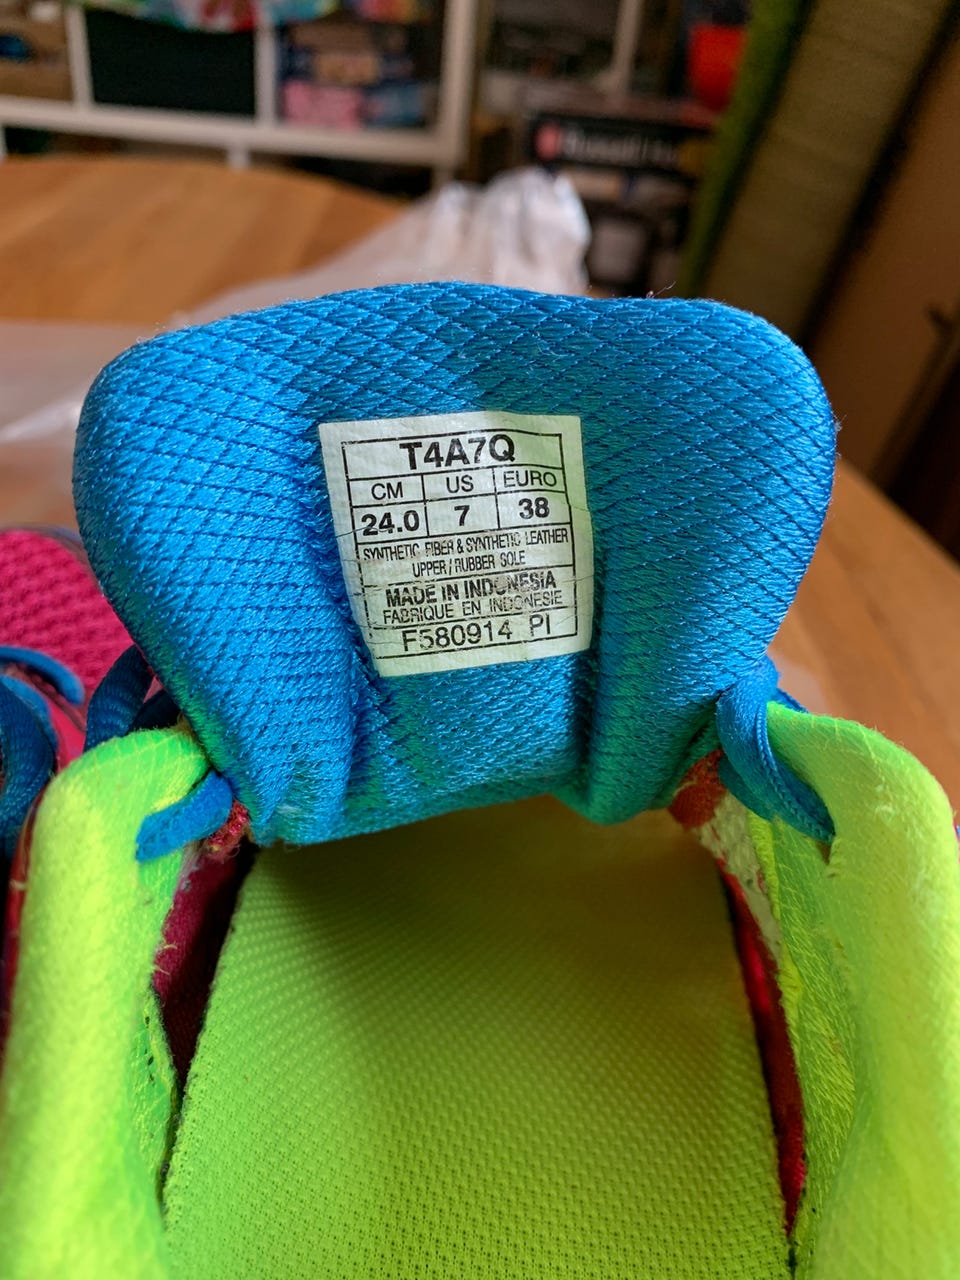 T4A7Q
CM US EURO
24.0 7 38
SYNTHETIC FIBER & SYNTHETIC LEATHER
UPPER / RUBBER SOLE
MADE IN INDONESIA
FABRIQUE EN INDONESIE
F580914 PI
Russell